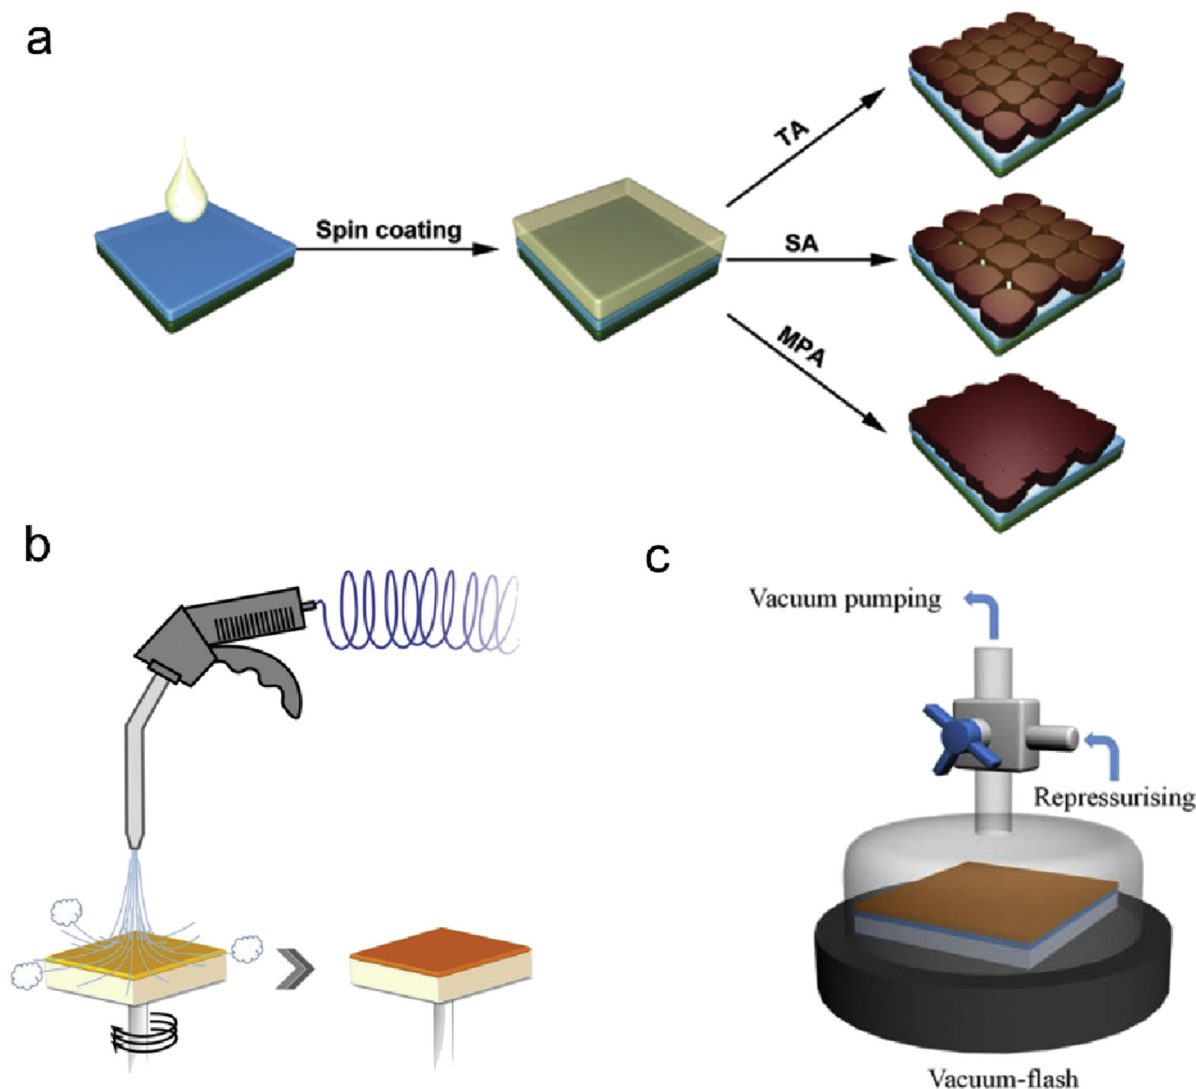 a
Spin coating
TA
SA
MPA
b
c
Vacuum pumping
Repressurising
Vacuum-flash